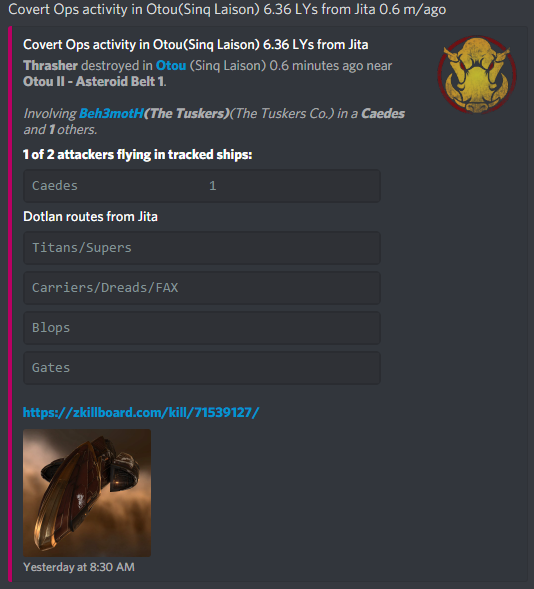 Covert Ops activity in Otou(Sinq Laison) 6.36 LYs from Jita 0.6 m/ago
Covert Ops activity in Otou(Sinq Laison) 6.36 LYs from Jita
Thrasher destroyed in Otou (Sinq Laison) 0.6 minutes ago near
Otou II - Asteroid Belt 1.
Involving Beh3motH(The Tuskers)(The Tuskers Co.) in a Caedes
and 1 others.
1 of 2 attackers flying in tracked ships:
Caedes 1
Dotlan routes from Jita
Titans/Supers
Carriers/Dreads/FAX
Blops
Gates
https://zkillboard.com/kill/71539127/
Yesterday at 8:30 AM